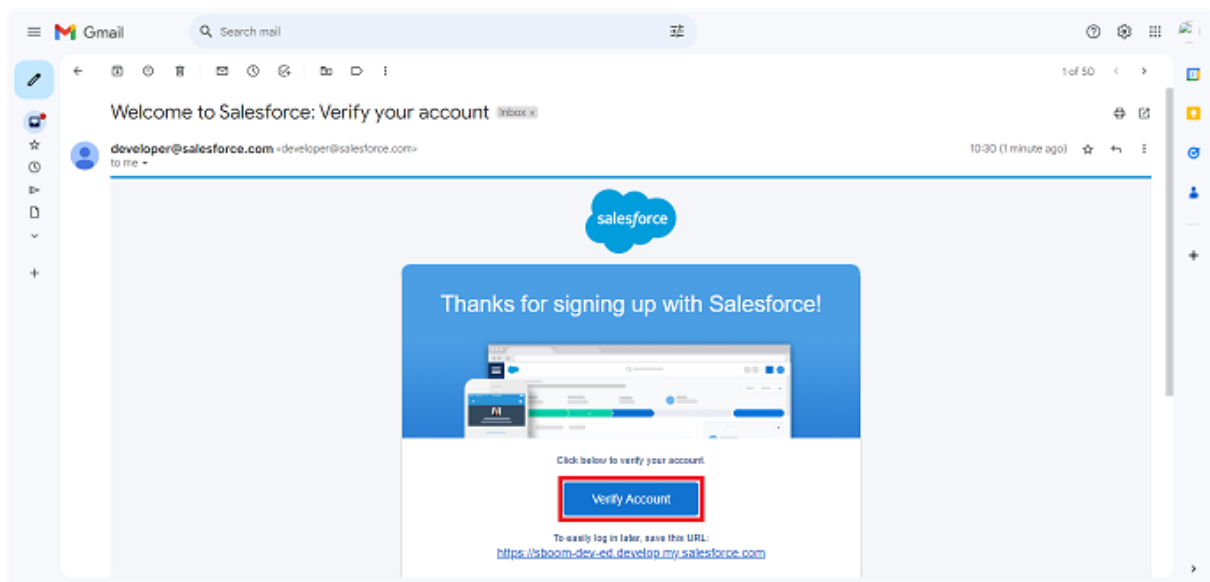 Gmail
Search mail
1 of 50
Welcome to Salesforce: Verify your account Inbox ×
developer@salesforce.com <developer@salesforce.com>
10:30 (1 minute ago)
to me
salesforce
Thanks for signing up with Salesforce!
Click below to verify your account.
Verify Account
To easily log in later, save this URL:
https://sboom-dev-ed.develop.my.salesforce.com